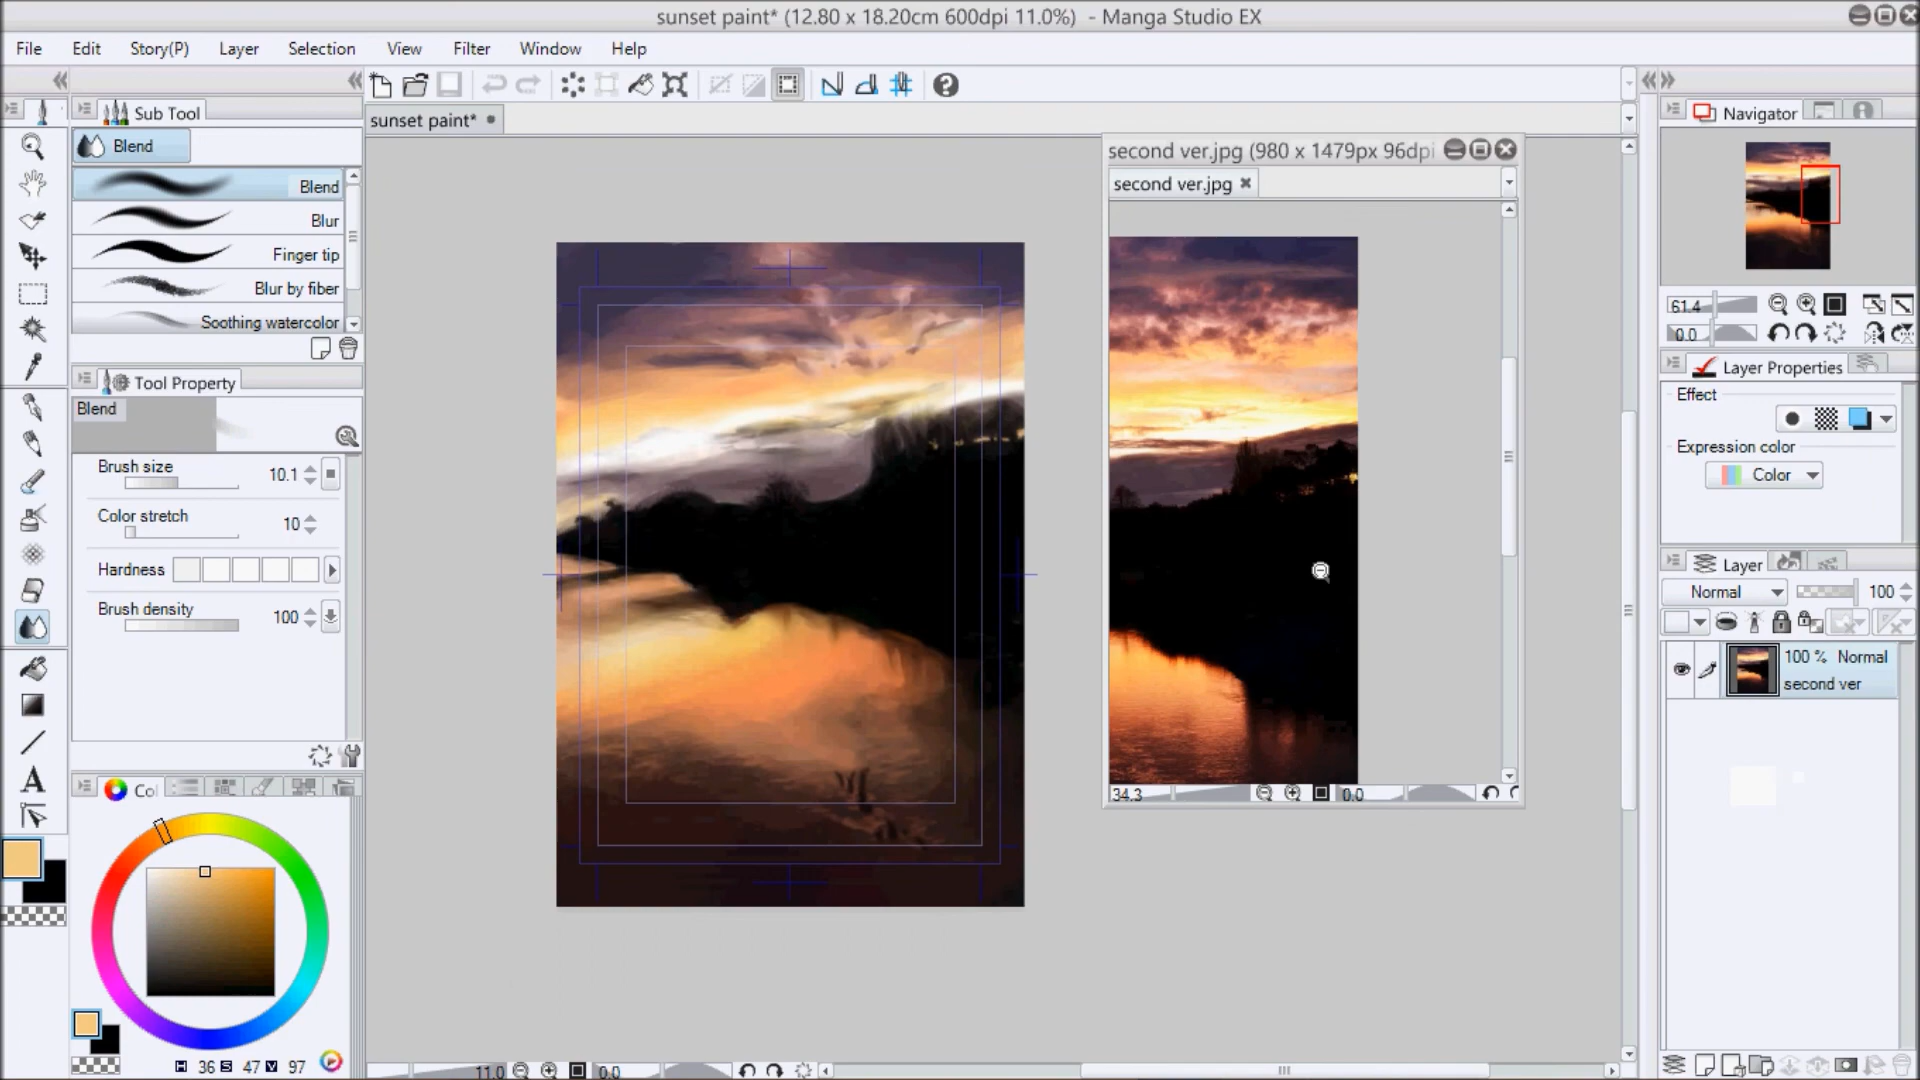 sunset paint* (12.80 x 18.20cm 600dpi 11.0%)  - Manga Studio EX
File Edit Story(P) Layer Selection View Filter Window Help
Sub Tool
Blend
Blend
Blur
Finger tip
Blur by fiber
Soothing watercolor
Tool Property
Blend
Brush size 10.1
Color stretch 10
Hardness
Brush density 100
Col
H 36 S 47 V 97
A
sunset paint*
11.0 0.0
second ver.jpg (980 x 1479px 96dpi
second ver.jpg
34.3 0.0
Navigator
61.4
0.0
Layer Properties
Effect
Expression color
Color
Layer
Normal 100
100 % Normal
second ver